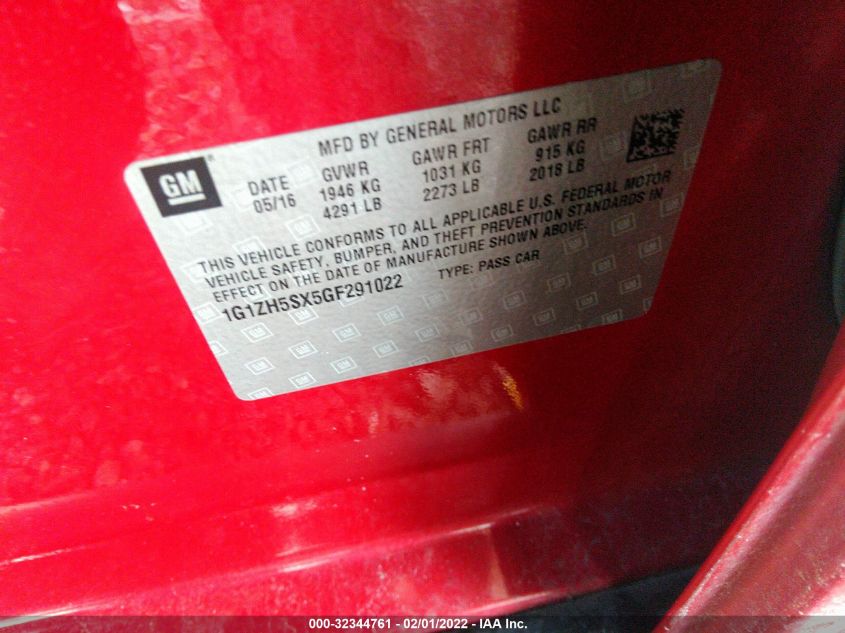 MFD BY GENERAL MOTORS LLC
GM
DATE GVWR GAWR FRT GAWR RR
05/16 1946 KG 1031 KG 915 KG
4291 LB 2273 LB 2018 LB
THIS VEHICLE CONFORMS TO ALL APPLICABLE U.S. FEDERAL MOTOR
VEHICLE SAFETY, BUMPER, AND THEFT PREVENTION STANDARDS IN
EFFECT ON THE DATE OF MANUFACTURE SHOWN ABOVE.
1G1ZH5SX5GF291022 TYPE: PASS CAR
000-32344761 - 02/01/2022 - IAA Inc.